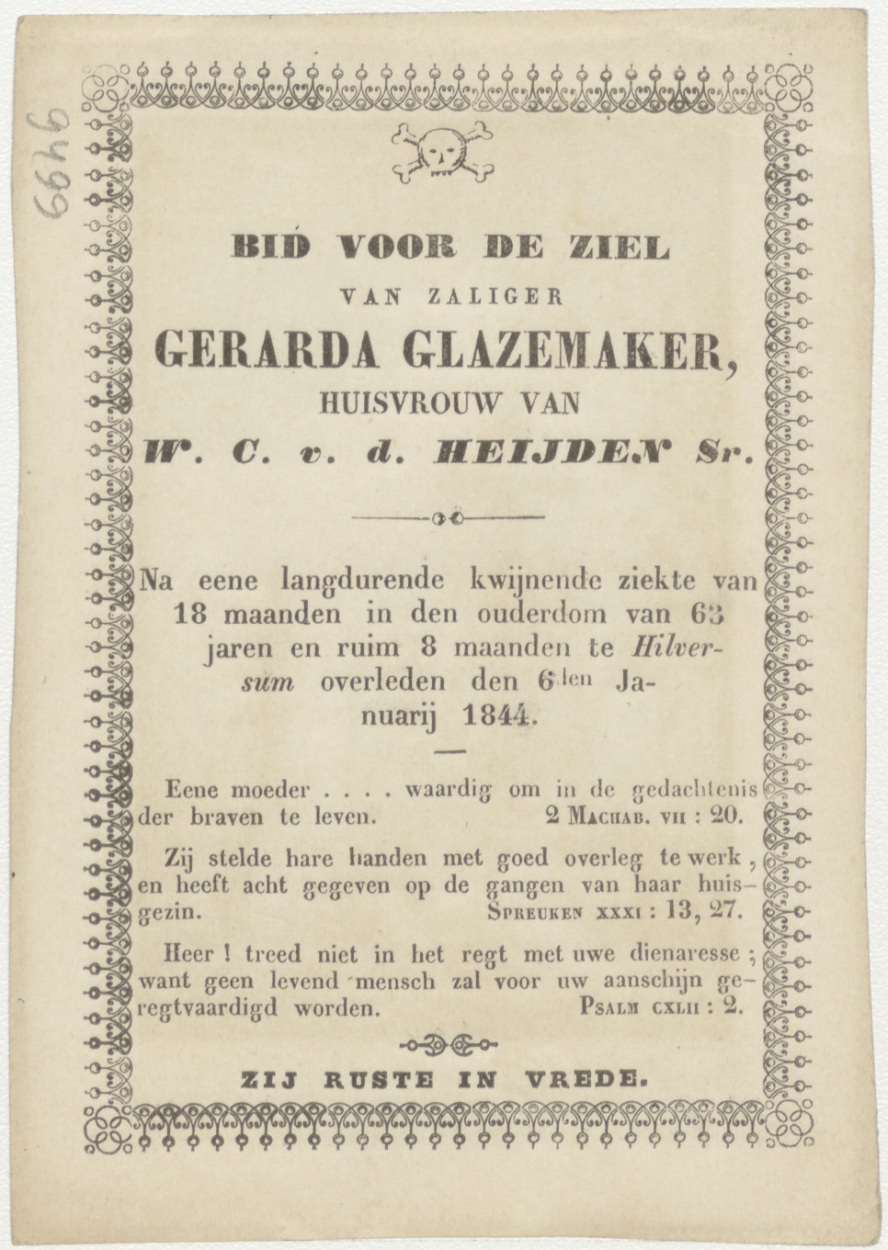 9499
BID VOOR DE ZIEL
VAN ZALIGER
GERARDA GLAZEMAKER,
HUISVROUW VAN
W. C. v. d. HEIJDEN Sr.
Na eene langdurende kwijnende ziekte van
18 maanden in den ouderdom van 63
jaren en ruim 8 maanden te Hilver-
sum overleden den 6den Ja-
nuarij 1844.
Eene moeder . . . . waardig om in de gedachtenis
der braven te leven. 2 MACHAB. VII : 20.
Zij stelde hare handen met goed overleg te werk,
en heeft acht gegeven op de gangen van haar huis-
gezin. SPREUKEN XXXI : 13, 27.
Heer ! treed niet in het regt met uwe dienaresse ;
want geen levend mensch zal voor uw aanschijn ge-
regtvaardigd worden. PSALM CXLII : 2.
ZIJ RUSTE IN VREDE.